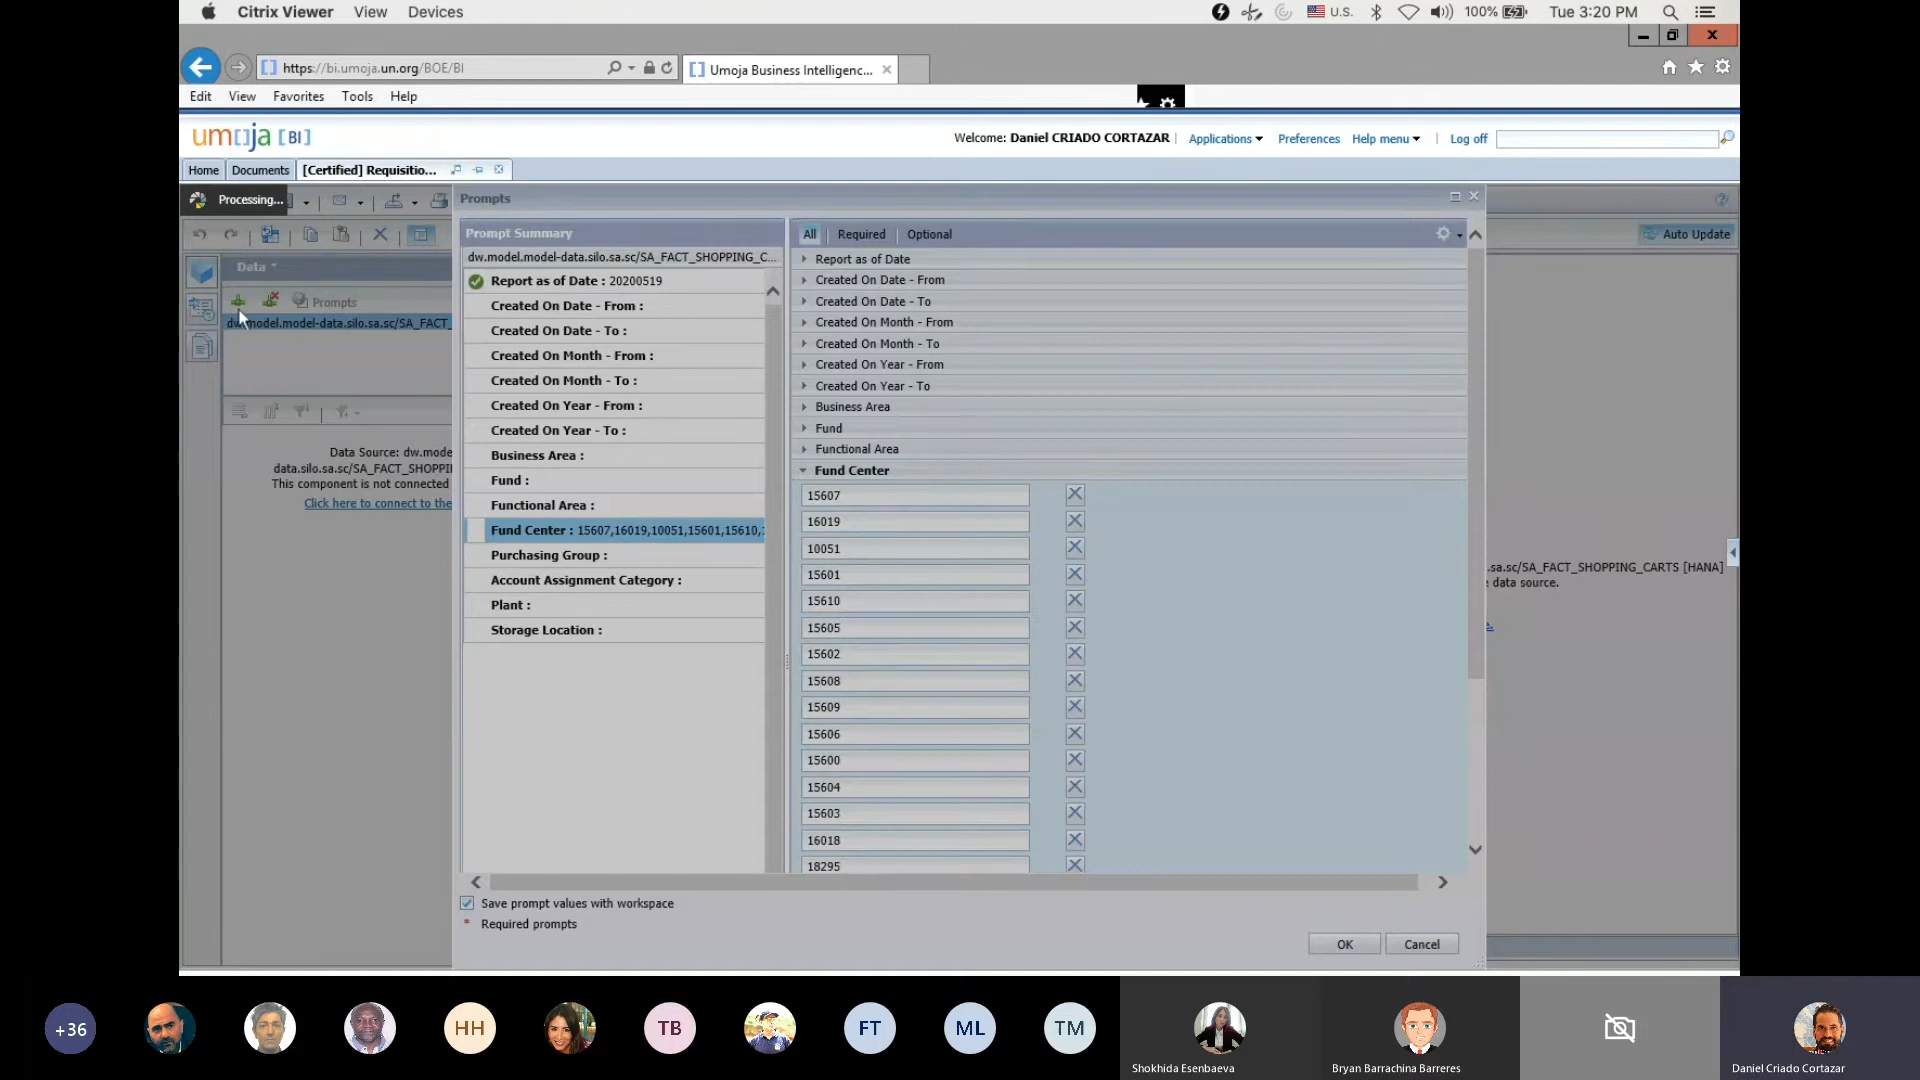 Citrix Viewer View Devices
U.S. 100% Tue 3:20 PM
https://bi.umoja.un.org/BOE/BI
Umoja Business Intelligenc...
Edit View Favorites Tools Help
um[]ja [BI]
Welcome: Daniel CRIADO CORTAZAR Applications Preferences Help menu Log off
Home Documents [Certified] Requisitio...
Processing...
Prompts
Prompt Summary
All Required Optional
Auto Update
Data
Prompts
dw.model.model-data.silo.sa.sc/SA_FACT_
Data Source: dw.mode
data.silo.sa.sc/SA_FACT_SHOPPI
This component is not connected
Click here to connect to the
dw.model.model-data.silo.sa.sc/SA_FACT_SHOPPING_C...
Report as of Date : 20200519
Created On Date - From :
Created On Date - To :
Created On Month - From :
Created On Month - To :
Created On Year - From :
Created On Year - To :
Business Area :
Fund :
Functional Area :
Fund Center : 15607,16019,10051,15601,15610,
Purchasing Group :
Account Assignment Category :
Plant :
Storage Location :
Report as of Date
Created On Date - From
Created On Date - To
Created On Month - From
Created On Month - To
Created On Year - From
Created On Year - To
Business Area
Fund
Functional Area
Fund Center
15607
16019
10051
15601
15610
15605
15602
15608
15609
15606
15600
15604
15603
16018
18295
.sa.sc/SA_FACT_SHOPPING_CARTS [HANA]
e data source.
Save prompt values with workspace
* Required prompts
OK Cancel
+36
HH
TB
FT
ML
TM
Shokhida Esenbaeva
Bryan Barrachina Barreres
Daniel Criado Cortazar